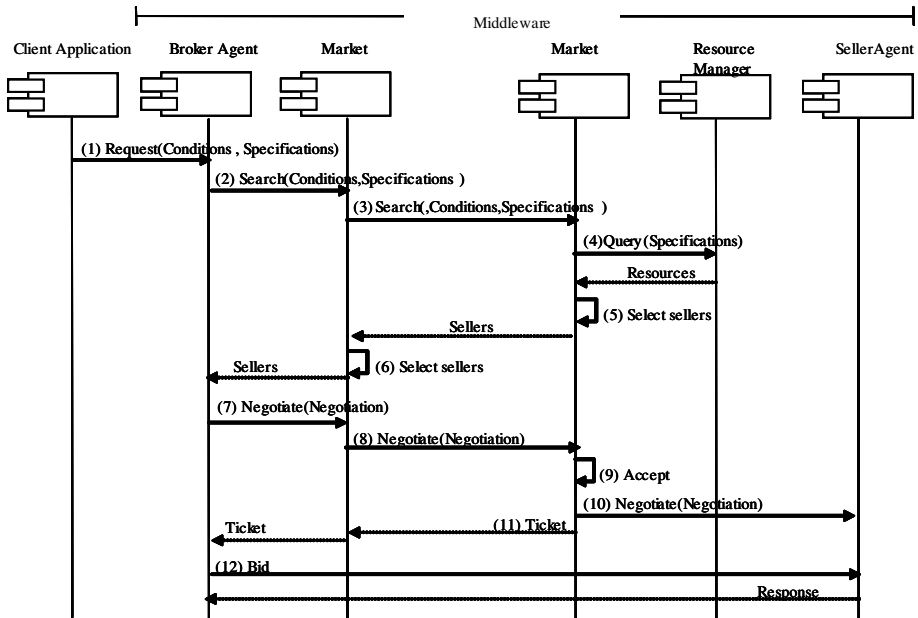 Middleware
Client Application
Broker Agent
Market
Market
Resource
Manager
SellerAgent
(1) Request(Conditions , Specifications)
(2) Search(Conditions,Specifications )
(3) Search(,Conditions,Specifications )
(4)Query(Specifications)
Resources
(5) Select sellers
Sellers
(6) Select sellers
Sellers
(7) Negotiate(Negotiation)
(8) Negotiate(Negotiation)
(9) Accept
(10) Negotiate(Negotiation)
(11) Ticket
Ticket
(12) Bid
Response